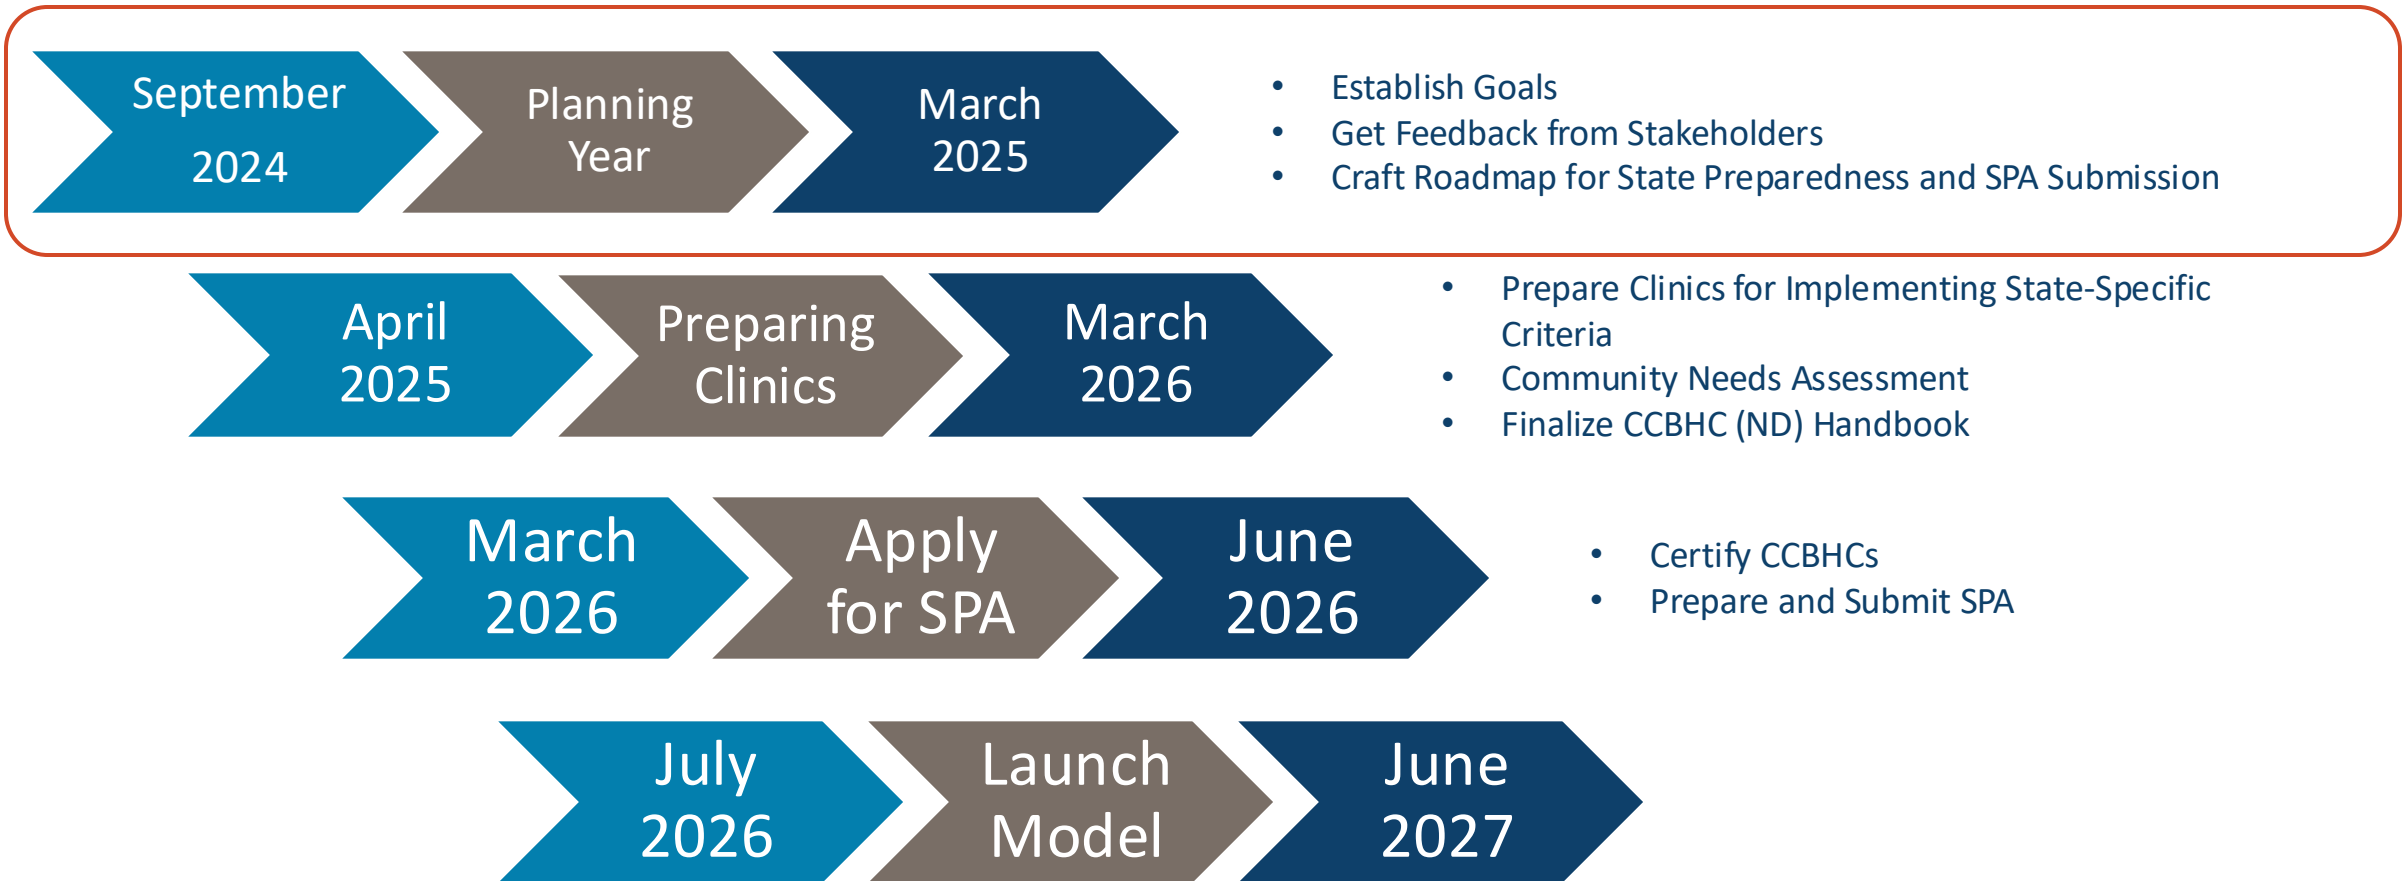 September
2024
Planning
Year
March
2025
• Establish Goals
• Get Feedback from Stakeholders
• Craft Roadmap for State Preparedness and SPA Submission
April
2025
Preparing
Clinics
March
2026
• Prepare Clinics for Implementing State-Specific
Criteria
• Community Needs Assessment
• Finalize CCBHC (ND) Handbook
March
2026
Apply
for SPA
June
2026
• Certify CCBHCs
• Prepare and Submit SPA
July
2026
Launch
Model
June
2027